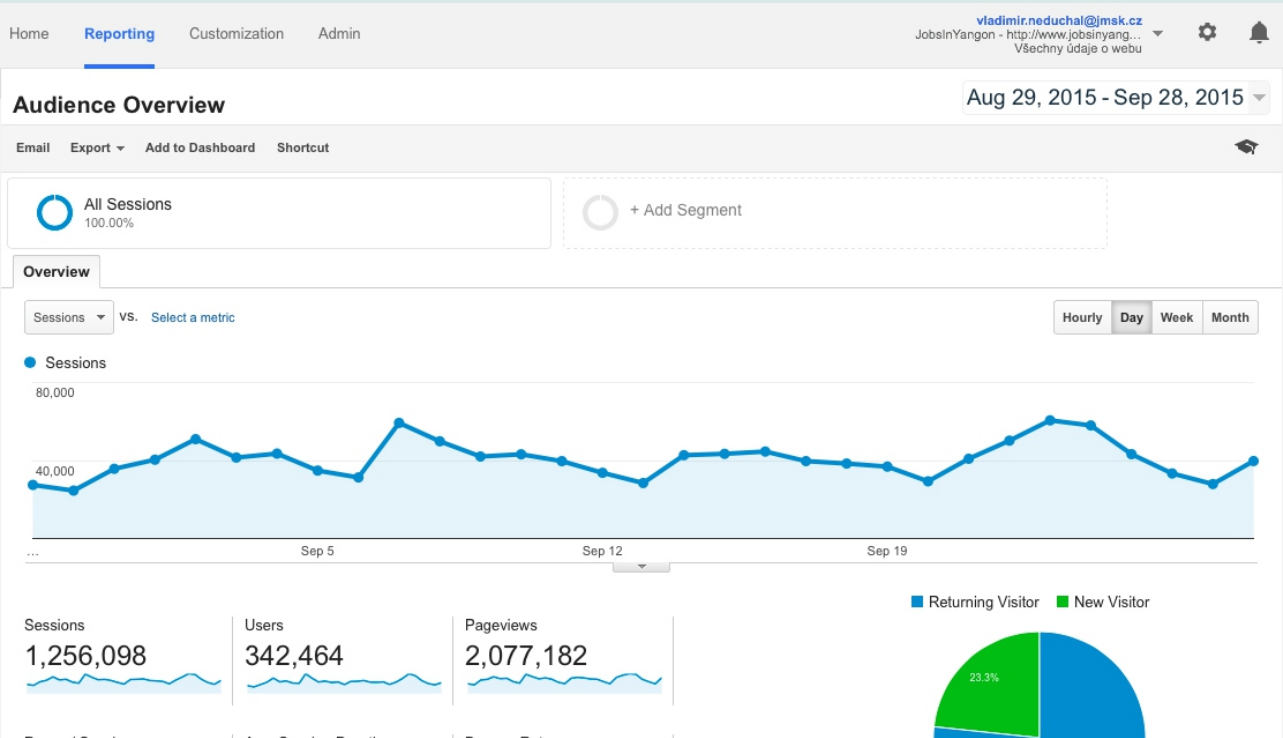 Home Reporting Customization Admin
vladimir.neduchal@jmsk.cz
JobsInYangon - http://www.jobsinyang...
Všechny údaje o webu
Audience Overview
Aug 29, 2015 - Sep 28, 2015
Email Export Add to Dashboard Shortcut
All Sessions
100.00%
+ Add Segment
Overview
Sessions VS. Select a metric
Hourly Day Week Month
Sessions
80,000
40,000
... Sep 5 Sep 12 Sep 19
Returning Visitor New Visitor
Sessions Users Pageviews
1,256,098 342,464 2,077,182
23.3%